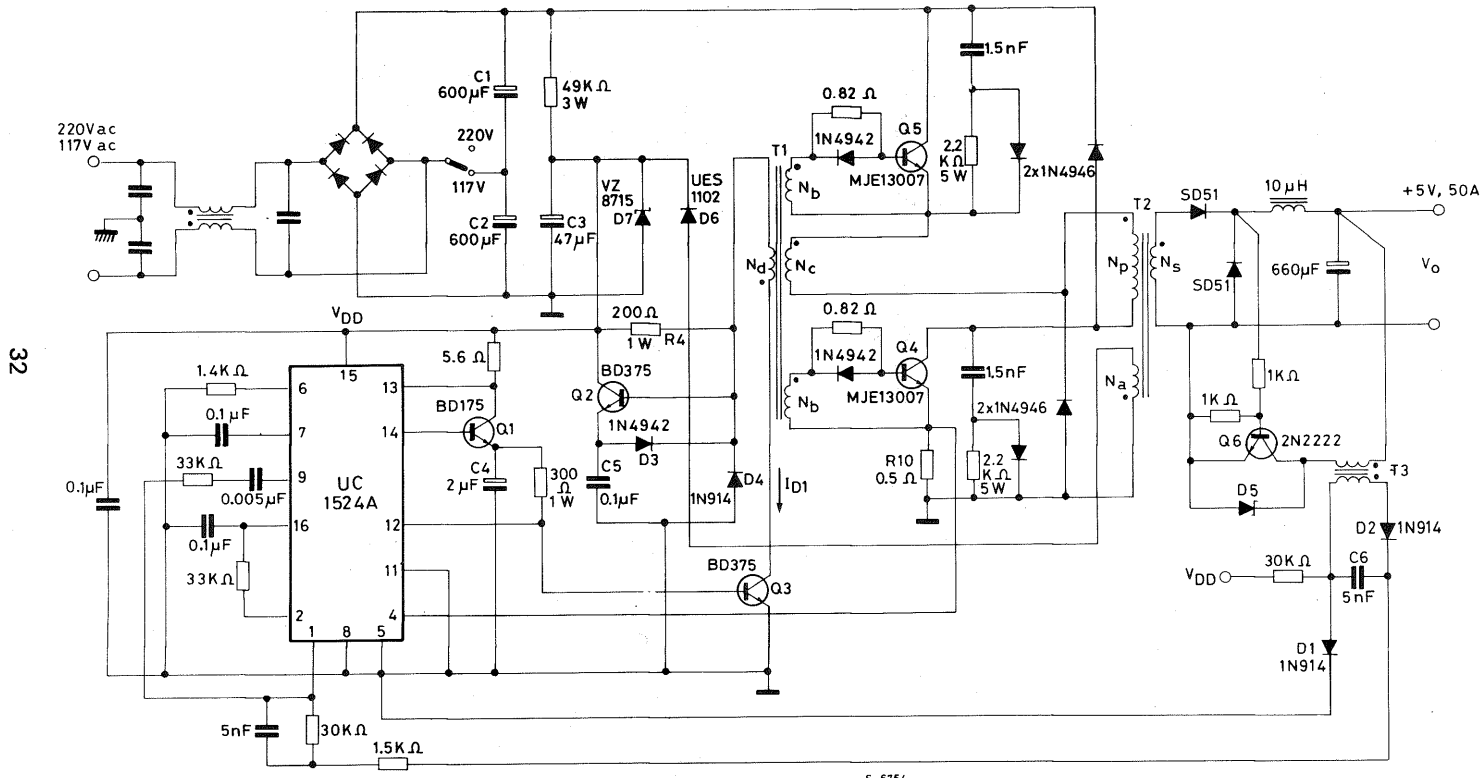 220Vac
117Vac
C1
600µF
220V
117V
C2
600µF
49KΩ
3W
C3
47µF
VZ
8715
D7
UES
1102
D6
T1
Nb
Nd
Nc
Nb
0.82 Ω
1N4942
Q5
MJE13007
1.5nF
2.2
KΩ
5W
2x1N4946
T2
Np
Ns
Na
SD51
10µH
+5V, 50A
SD51
660µF
Vo
0.82 Ω
1N4942
Q4
MJE13007
1.5nF
2x1N4946
R10
0.5 Ω
2.2
KΩ
5W
1KΩ
1KΩ
Q6
2N2222
T3
D5
D2
1N914
VDD
30KΩ
C6
5nF
D1
1N914
32
VDD
200Ω
1W
R4
5.6 Ω
BD375
Q2
BD175
Q1
1N4942
D3
C4
2µF
300
Ω
1W
C5
0.1µF
D4
1N914
ID1
BD375
Q3
1.4KΩ
0.1µF
33KΩ
0.005µF
0.1µF
0.1µF
33KΩ
15
6
13
7
14
9
UC
1524A
16
12
11
2
4
1
8
5
5nF
30KΩ
1.5KΩ